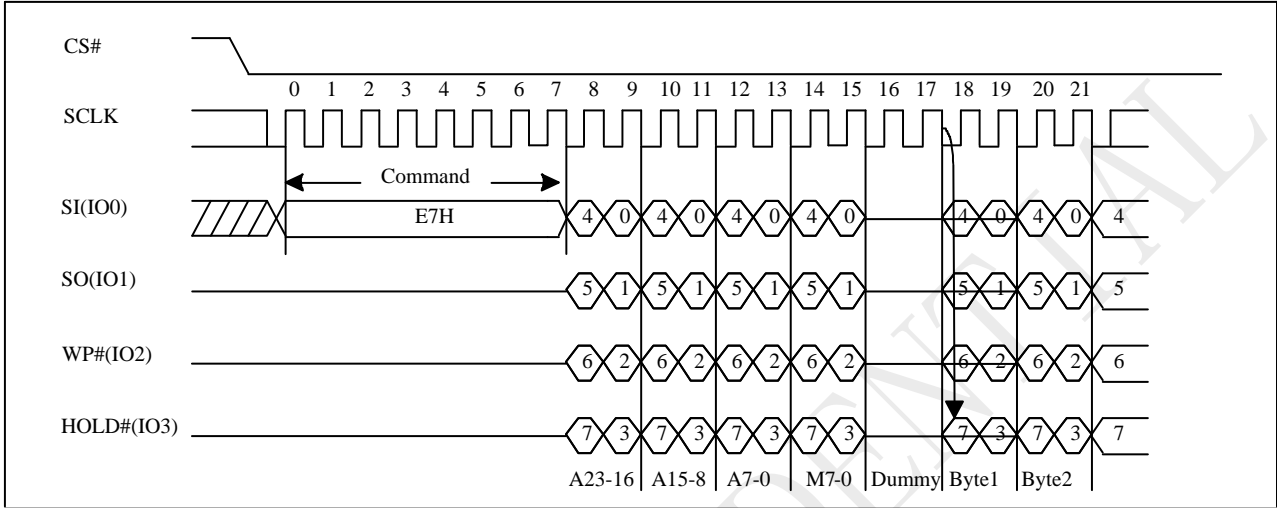 CS#
0 1 2 3 4 5 6 7 8 9 10 11 12 13 14 15 16 17 18 19 20 21
SCLK
Command
SI(IO0) E7H 4 0 4 0 4 0 4 0 4 0 4 0 4
SO(IO1) 5 1 5 1 5 1 5 1 5 1 5 1 5
WP#(IO2) 6 2 6 2 6 2 6 2 6 2 6 2 6
HOLD#(IO3) 7 3 7 3 7 3 7 3 7 3 7 3 7
A23-16 A15-8 A7-0 M7-0 Dummy Byte1 Byte2